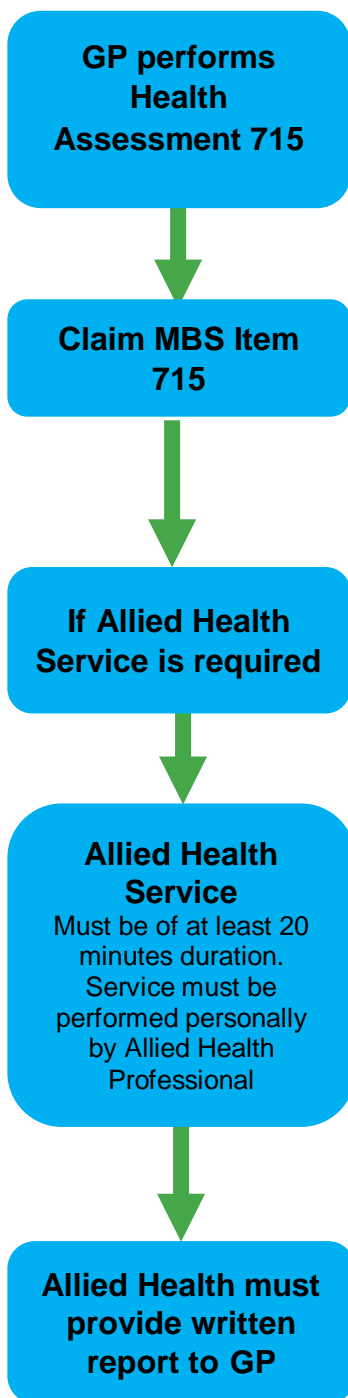 GP performs
Health
Assessment 715
Claim MBS Item
715
If Allied Health
Service is required
Allied Health
Service
Must be of at least 20
minutes duration.
Service must be
performed personally
by Allied Health
Professional
Allied Health must
provide written
report to GP